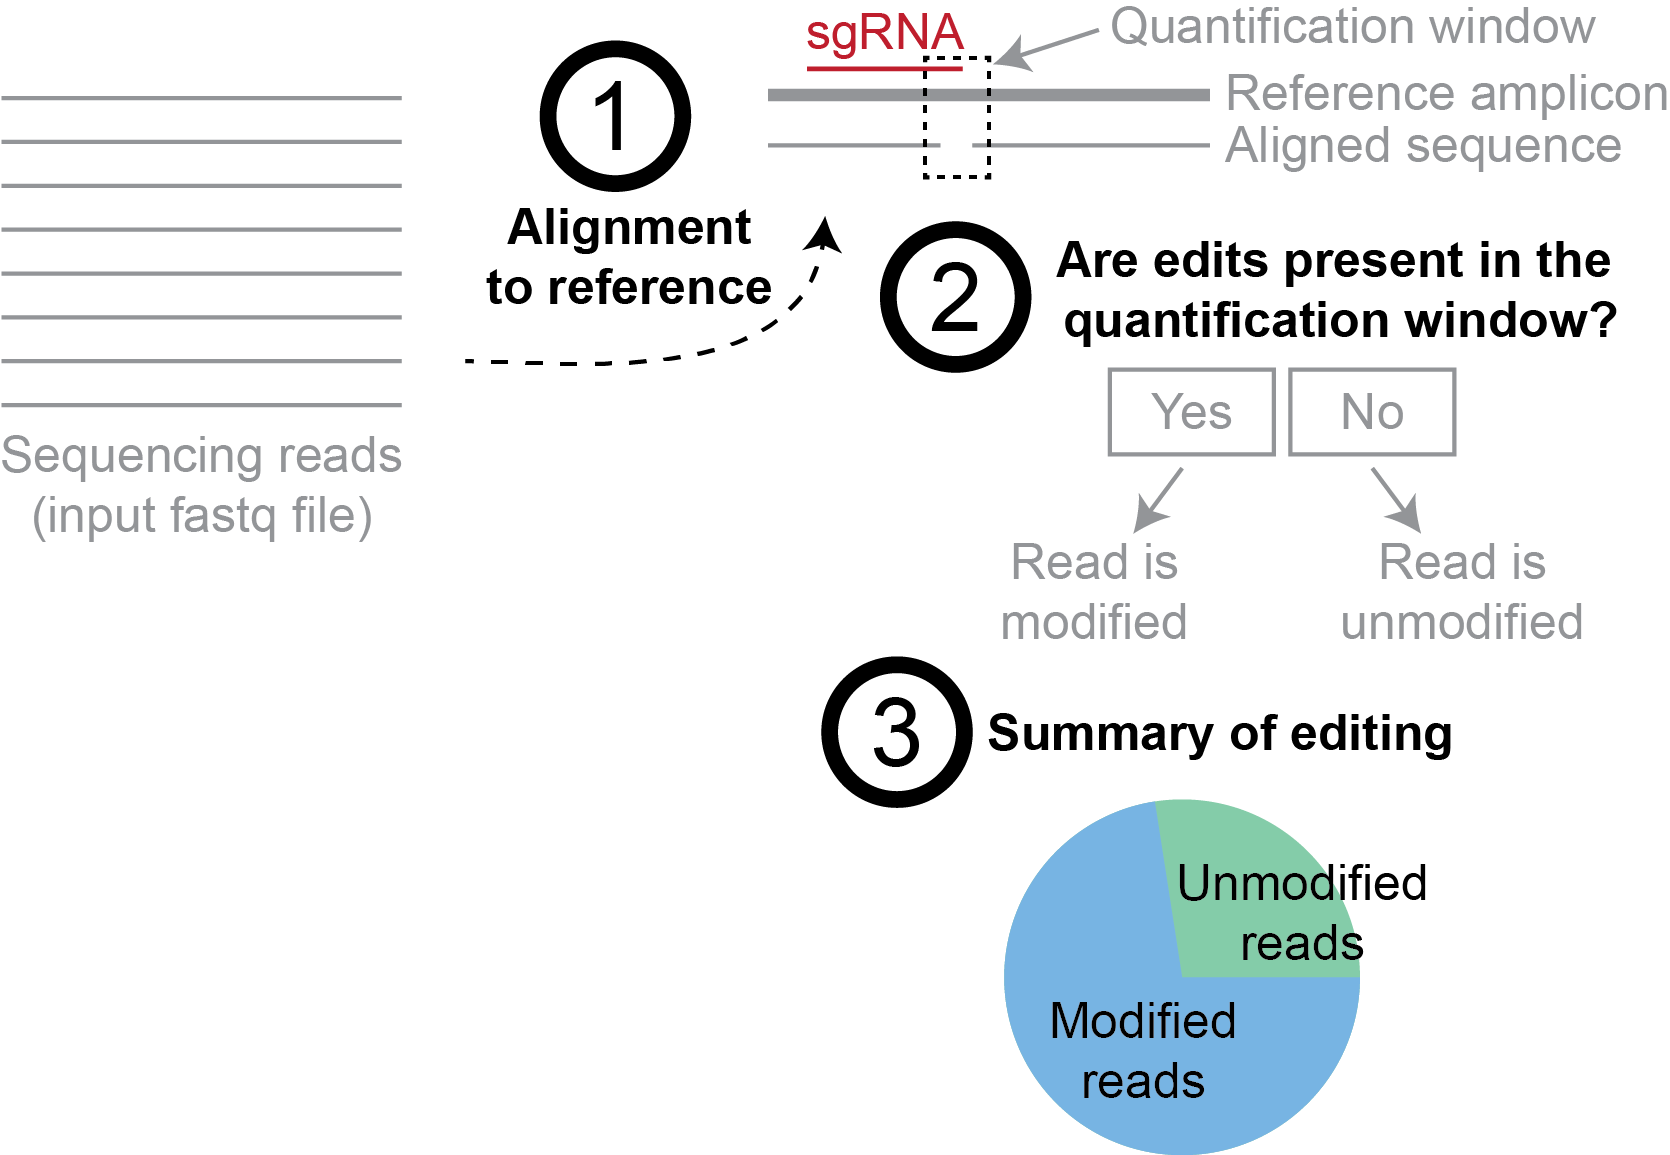 sgRNA
Quantification window
Reference amplicon
Aligned sequence
1
Alignment
to reference
Sequencing reads
(input fastq file)
2
Are edits present in the
quantification window?
Yes
No
Read is
modified
Read is
unmodified
3
Summary of editing
Unmodified
reads
Modified
reads